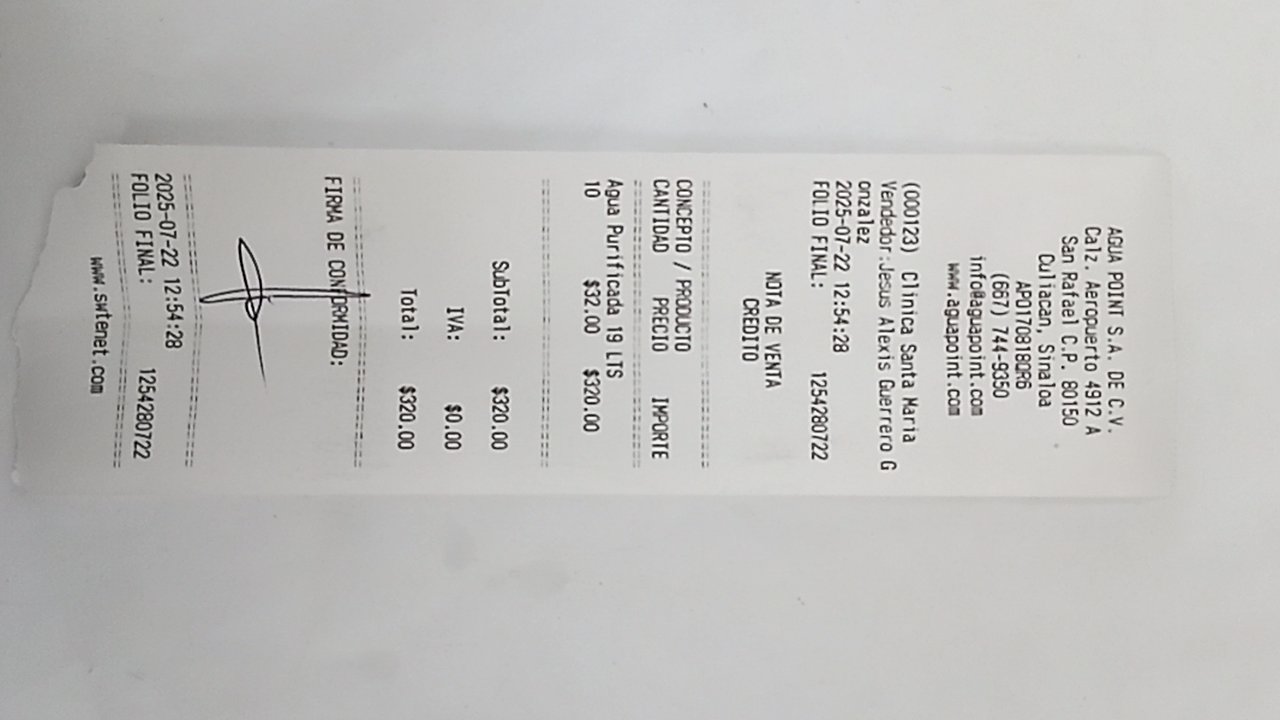 AGUA POINT S.A. DE C.V.
Calz. Aeropuerto 4912 A
San Rafael C.P. 80150
Culiacan, Sinaloa
APO170818QR6
(667) 744-9350
info@aguapoint.com
www.aguapoint.com
(000123) Clinica Santa Maria
Vendedor:Jesus Alexis Guerrero G
onzalez
2025-07-22 12:54:28
FOLIO FINAL: 1254280722
NOTA DE VENTA
CREDITO
CONCEPTO / PRODUCTO
CANTIDAD PRECIO IMPORTE
Agua Purificada 19 LTS
10 $32.00 $320.00
SubTotal: $320.00
IVA: $0.00
Total: $320.00
FIRMA DE CONFORMIDAD:
2025-07-22 12:54:28
FOLIO FINAL: 1254280722
www.swtenet.com